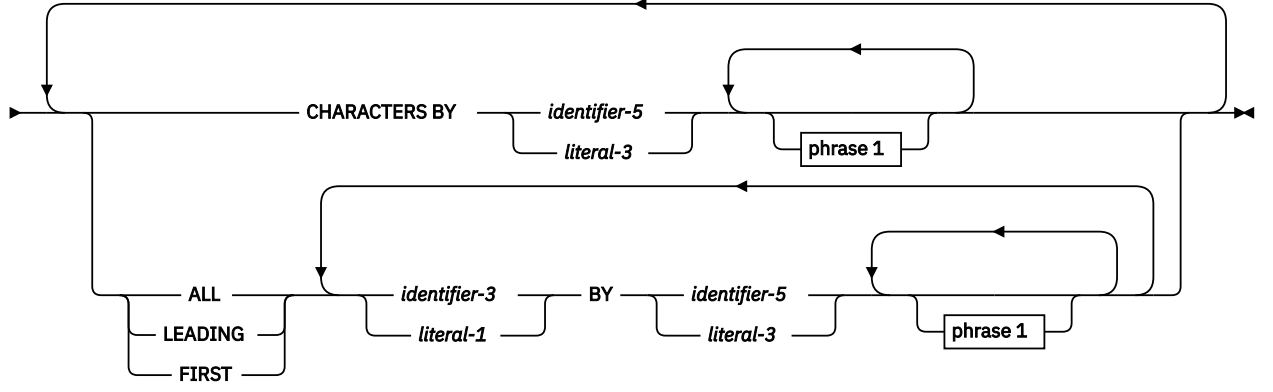 CHARACTERS BY identifier-5
literal-3
phrase 1
ALL identifier-3 BY identifier-5
LEADING literal-1 literal-3
phrase 1
FIRST